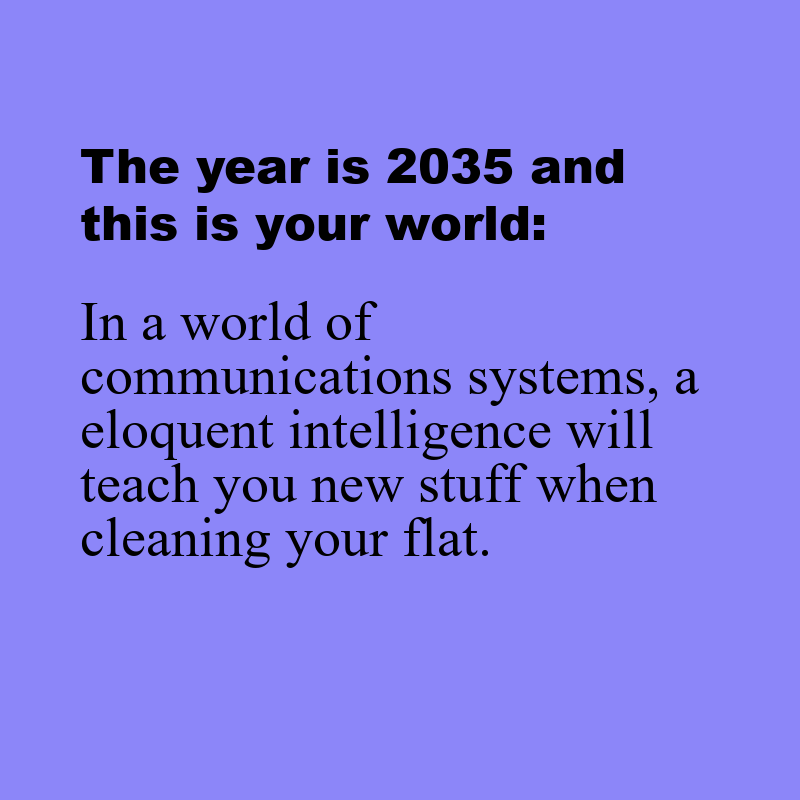 The year is 2035 and
this is your world:
In a world of
communications systems, a
eloquent intelligence will
teach you new stuff when
cleaning your flat.